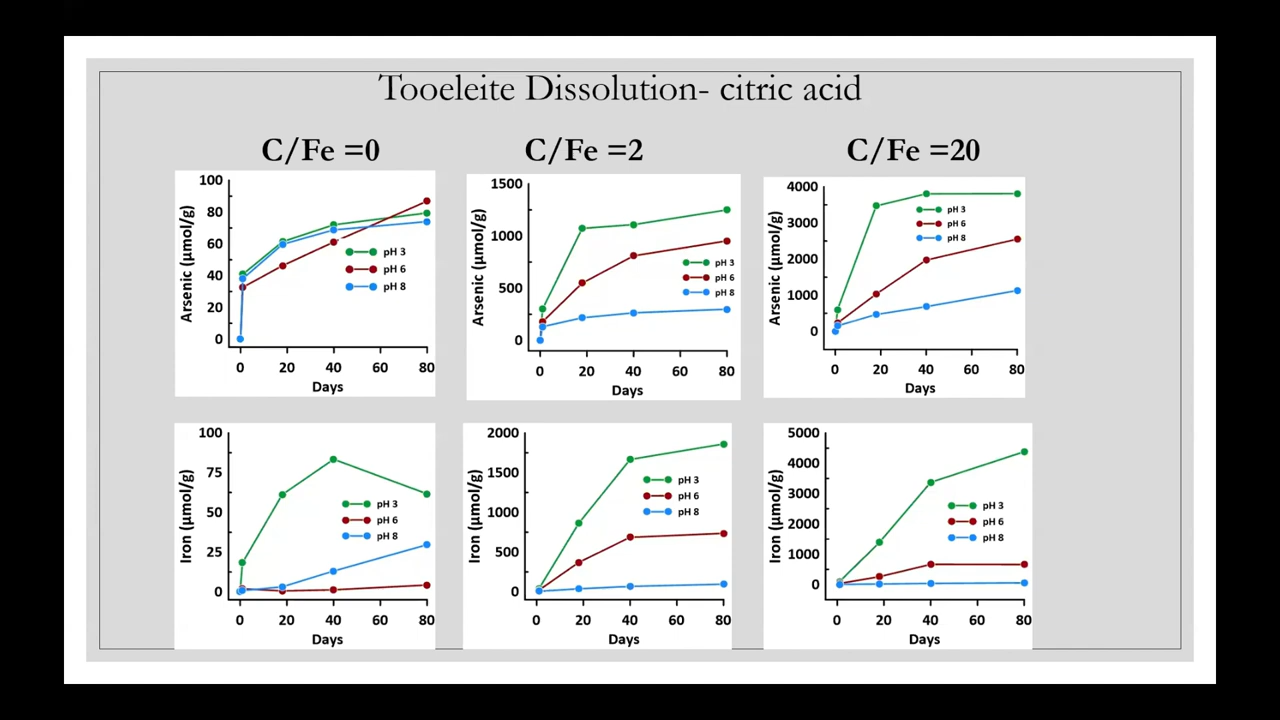 Tooeleite Dissolution- citric acid
C/Fe =0
C/Fe =2
C/Fe =20
Arsenic (µmol/g)
100
80
60
40
20
0
pH 3
pH 6
pH 8
0 20 40 60 80
Days
Arsenic (µmol/g)
1500
1000
500
0
pH 3
pH 6
pH 8
0 20 40 60 80
Days
Arsenic (µmol/g)
4000
3000
2000
1000
0
pH 3
pH 6
pH 8
0 20 40 60 80
Days
Iron (µmol/g)
100
75
50
25
0
pH 3
pH 6
pH 8
0 20 40 60 80
Days
Iron (µmol/g)
2000
1500
1000
500
0
pH 3
pH 6
pH 8
0 20 40 60 80
Days
Iron (µmol/g)
5000
4000
3000
2000
1000
0
pH 3
pH 6
pH 8
0 20 40 60 80
Days